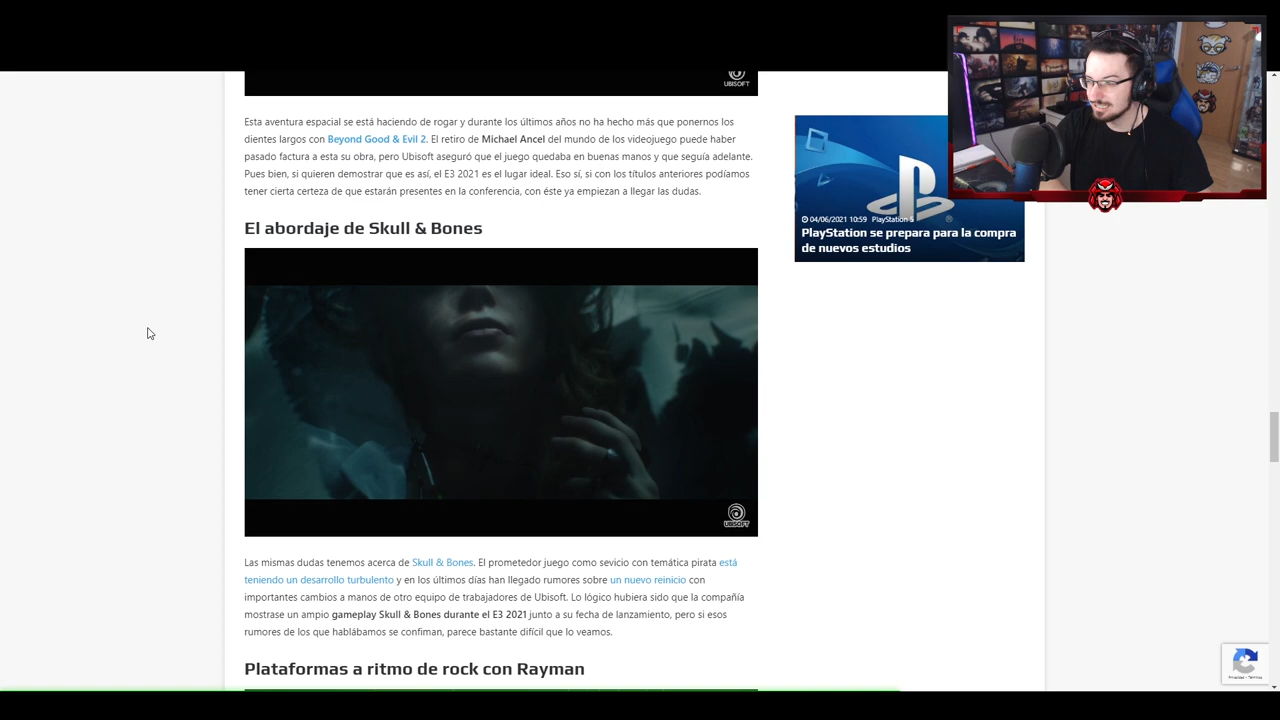 UBISOFT
Esta aventura espacial se está haciendo de rogar y durante los últimos años no ha hecho más que ponernos los
dientes largos con Beyond Good & Evil 2. El retiro de Michael Ancel del mundo de los videojuego puede haber
pasado factura a esta su obra, pero Ubisoft aseguró que el juego quedaba en buenas manos y que seguía adelante.
Pues bien, si quieren demostrar que es así, el E3 2021 es el lugar ideal. Eso sí, si con los títulos anteriores podíamos
tener cierta certeza de que estarán presentes en la conferencia, con éste ya empiezan a llegar las dudas.
El abordaje de Skull & Bones
UBISOFT
Las mismas dudas tenemos acerca de Skull & Bones. El prometedor juego como sevicio con temática pirata está
teniendo un desarrollo turbulento y en los últimos días han llegado rumores sobre un nuevo reinicio con
importantes cambios a manos de otro equipo de trabajadores de Ubisoft. Lo lógico hubiera sido que la compañía
mostrase un ampio gameplay Skull & Bones durante el E3 2021 junto a su fecha de lanzamiento, pero si esos
rumores de los que hablábamos se confiman, parece bastante difícil que lo veamos.
Plataformas a ritmo de rock con Rayman
04/06/2021 10:59 PlayStation 5
PlayStation se prepara para la compra
de nuevos estudios
Privacidad - Términos